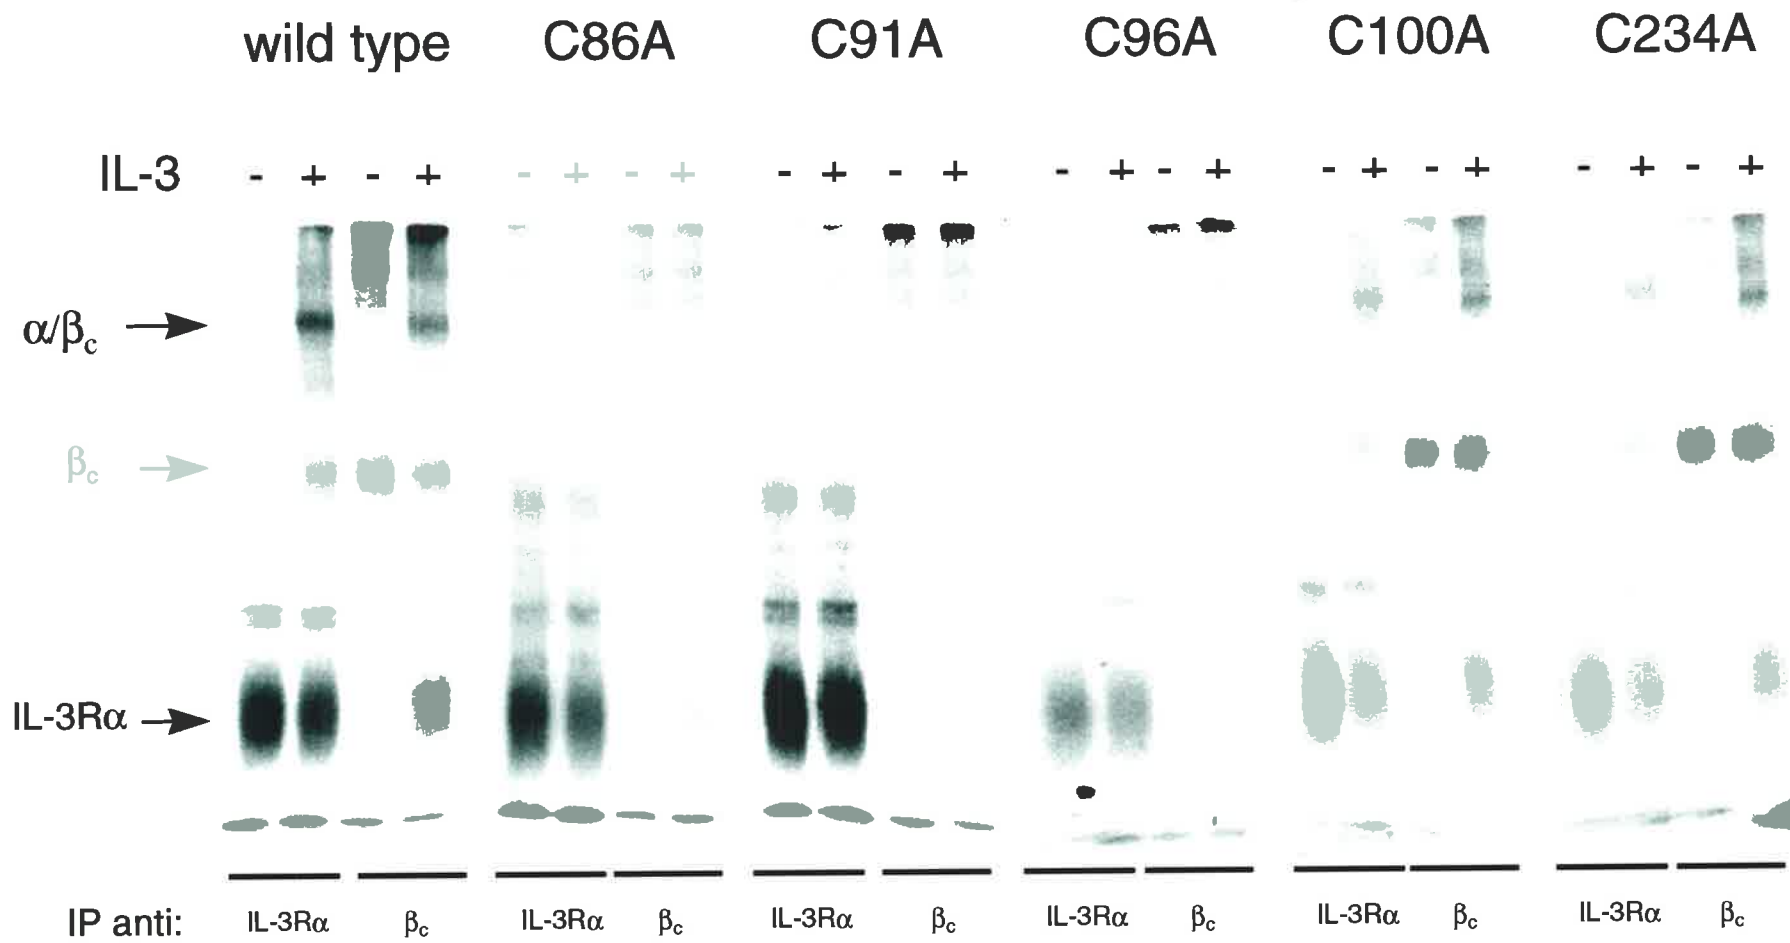 wild type C86A C91A C96A C100A C234A
IL-3 - + - + - + - + - + - + - + - + - + - + - + - +
α/βc
βc
IL-3Rα
IP anti: IL-3Rα βc IL-3Rα βc IL-3Rα βc IL-3Rα βc IL-3Rα βc IL-3Rα βc